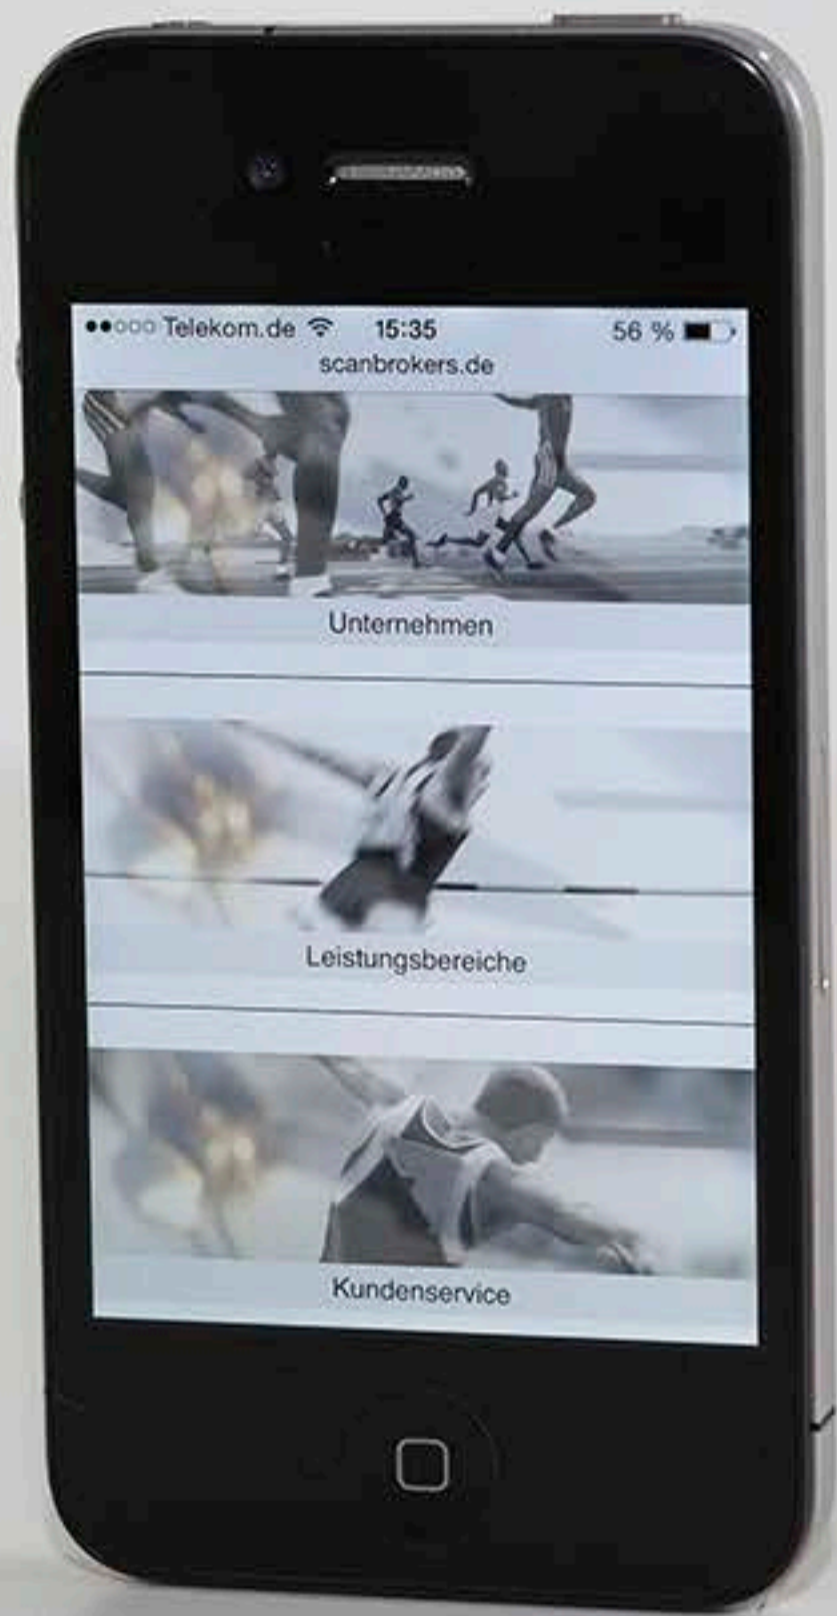 Telekom.de 15:35 56 %
scanbrokers.de
Unternehmen
Leistungsbereiche
Kundenservice